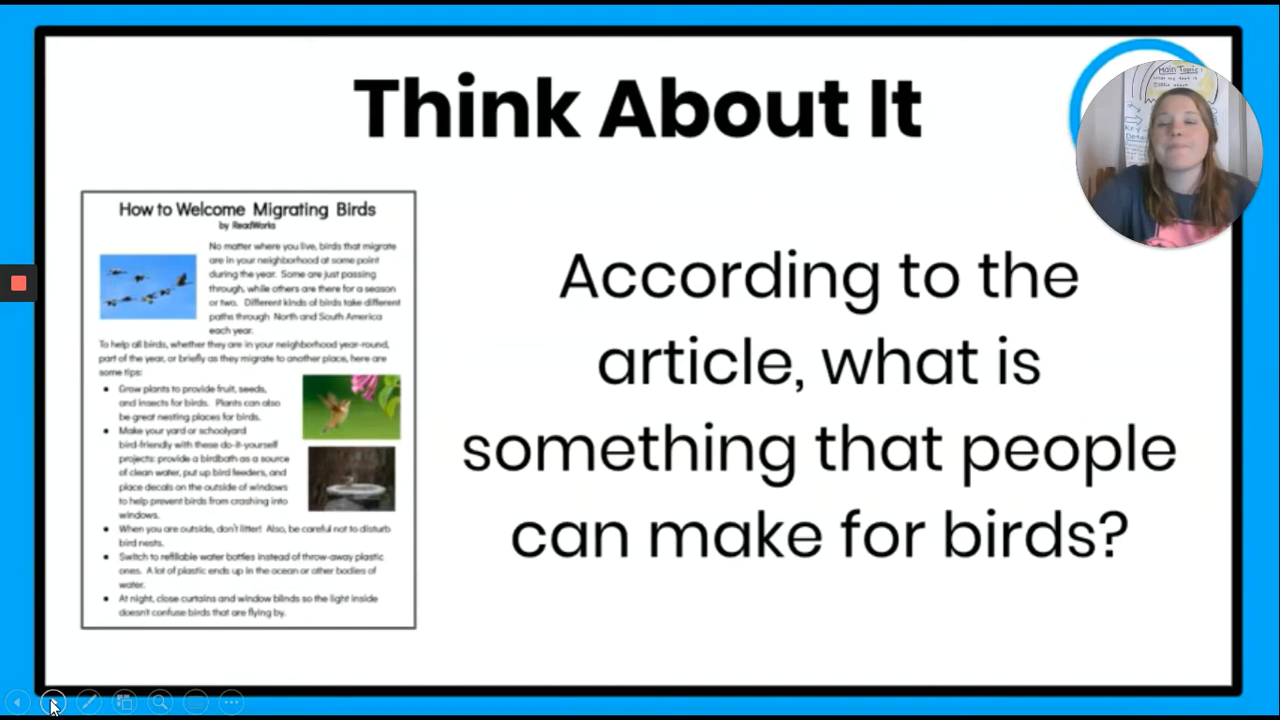 Think About It
Main Topic
How to Welcome Migrating Birds
by ReadWorks
No matter where you live, birds that migrate
are in your neighborhood at some point
during the year. Some are just passing
through, while others are there for a season
or two. Different kinds of birds take different
paths through North and South America
each year.
To help all birds, whether they are in your neighborhood year-round,
part of the year, or briefly as they migrate to another place, here are
some tips:
Grow plants to provide fruit, seeds,
and insects for birds. Plants can also
be great nesting places for birds.
Make your yard or schoolyard
bird-friendly with these do-it-yourself
projects: provide a birdbath as a source
of clean water, put up bird feeders, and
place decals on the outside of windows
to help prevent birds from crashing into
windows.
When you are outside, don't litter! Also, be careful not to disturb
bird nests.
Switch to refillable water bottles instead of throw-away plastic
ones. A lot of plastic ends up in the ocean or other bodies of
water.
At night, close curtains and window blinds so the light inside
doesn't confuse birds that are flying by.
According to the
article, what is
something that people
can make for birds?